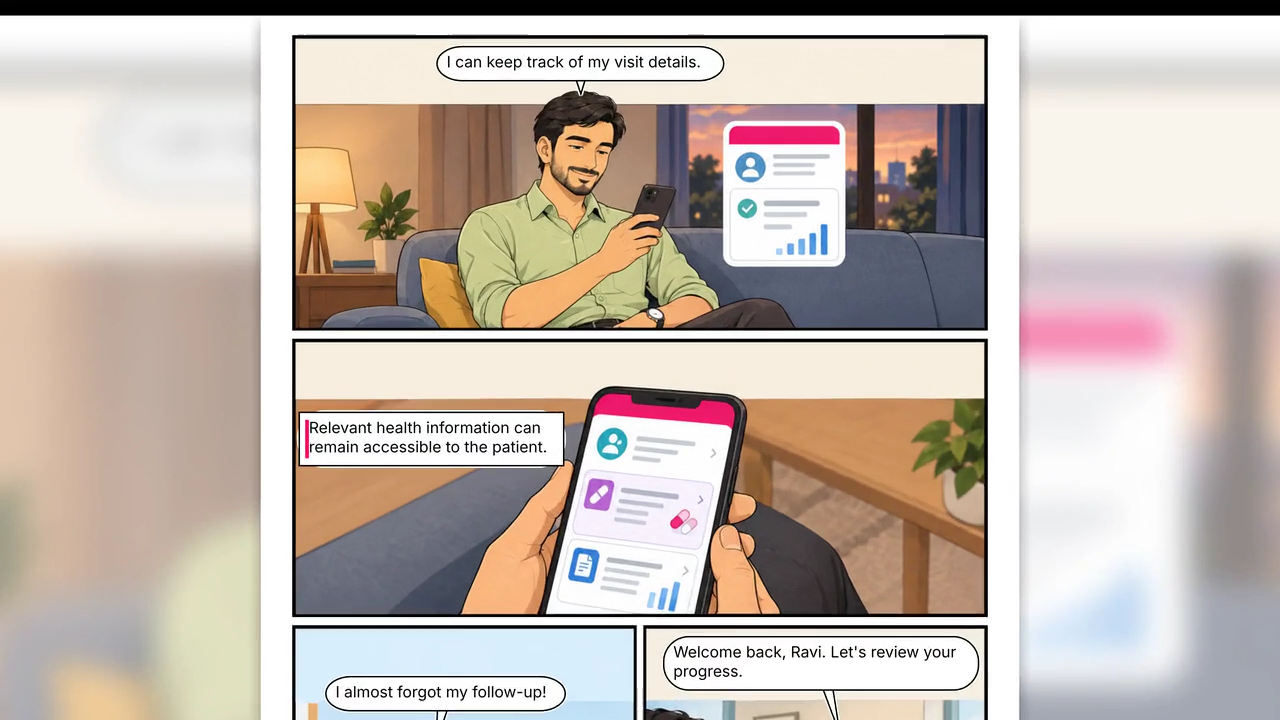 I can keep track of my visit details.
Relevant health information can
remain accessible to the patient.
I almost forgot my follow-up!
Welcome back, Ravi. Let's review your
progress.